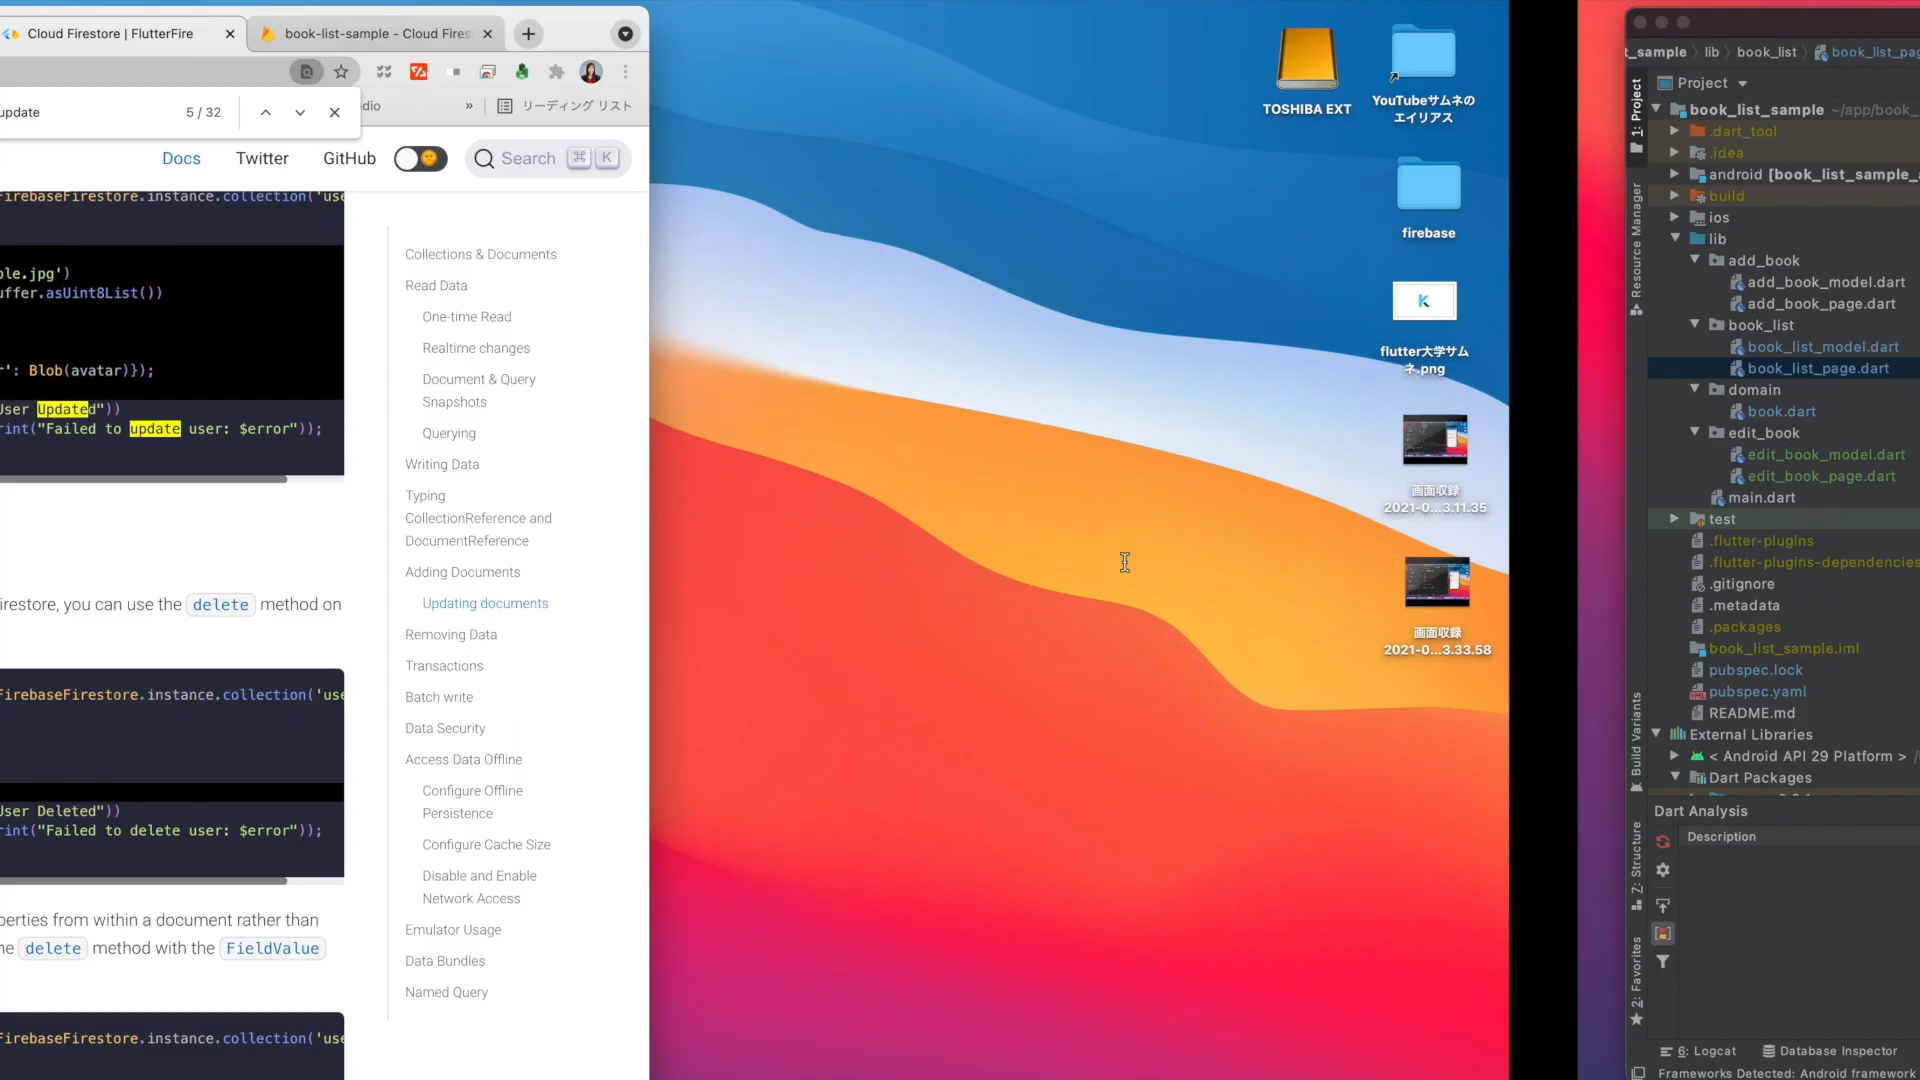 Cloud Firestore | FlutterFire
book-list-sample - Cloud Fires
update
5 / 32
dio
»
リーディング リスト
Docs
Twitter
GitHub
Search
⌘
K
FirebaseFirestore.instance.collection('use
ple.jpg')
uffer.asUint8List())
r': Blob(avatar)});
User Updated"))
rint("Failed to update user: $error"));
irestore, you can use the delete method on
FirebaseFirestore.instance.collection('use
User Deleted"))
rint("Failed to delete user: $error"));
perties from within a document rather than
he delete method with the FieldValue
FirebaseFirestore.instance.collection('use
Collections & Documents
Read Data
One-time Read
Realtime changes
Document & Query
Snapshots
Querying
Writing Data
Typing
CollectionReference and
DocumentReference
Adding Documents
Updating documents
Removing Data
Transactions
Batch write
Data Security
Access Data Offline
Configure Offline
Persistence
Configure Cache Size
Disable and Enable
Network Access
Emulator Usage
Data Bundles
Named Query
TOSHIBA EXT
YouTubeサムネの
エイリアス
firebase
K
flutter大学サム
ネ.png
画面収録
2021-0...3.11.35
画面収録
2021-0...3.33.58
t_sample
lib
book_list
book_list_pag
Project
book_list_sample ~/app/book_
.dart_tool
.idea
android [book_list_sample_
build
ios
lib
add_book
add_book_model.dart
add_book_page.dart
book_list
book_list_model.dart
book_list_page.dart
domain
book.dart
edit_book
edit_book_model.dart
edit_book_page.dart
main.dart
test
.flutter-plugins
.flutter-plugins-dependencies
.gitignore
.metadata
.packages
book_list_sample.iml
pubspec.lock
pubspec.yaml
README.md
External Libraries
< Android API 29 Platform >
Dart Packages
Dart Analysis
Description
1: Project
Resource Manager
Build Variants
7: Structure
2: Favorites
6: Logcat
Database Inspector
Frameworks Detected: Android framework